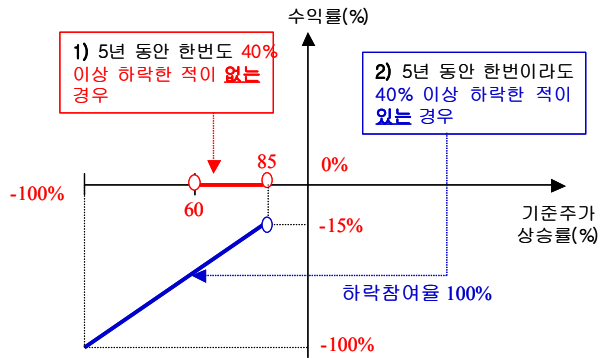 수익률(%)
1) 5년 동안 한번도 40%
이상 하락한 적이 없는
경우
2) 5년 동안 한번이라도
40% 이상 하락한 적이
있는 경우
85
0%
-100%
60
기준주가
상승률(%)
-15%
하락참여율 100%
-100%